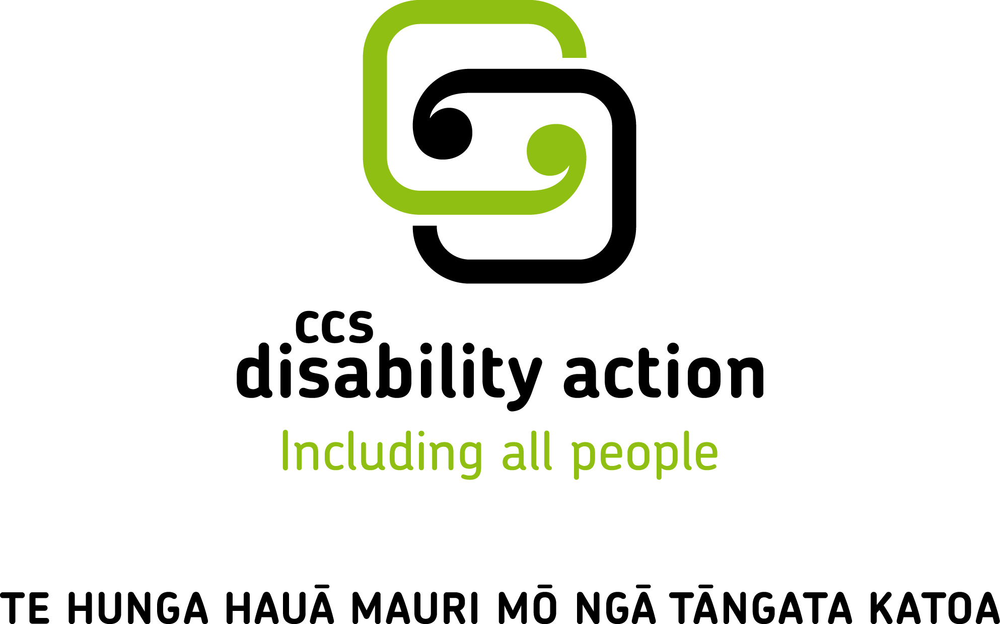 ccs
disability action
Including all people
TE HUNGA HAUĀ MAURI MŌ NGĀ TĀNGATA KATOA